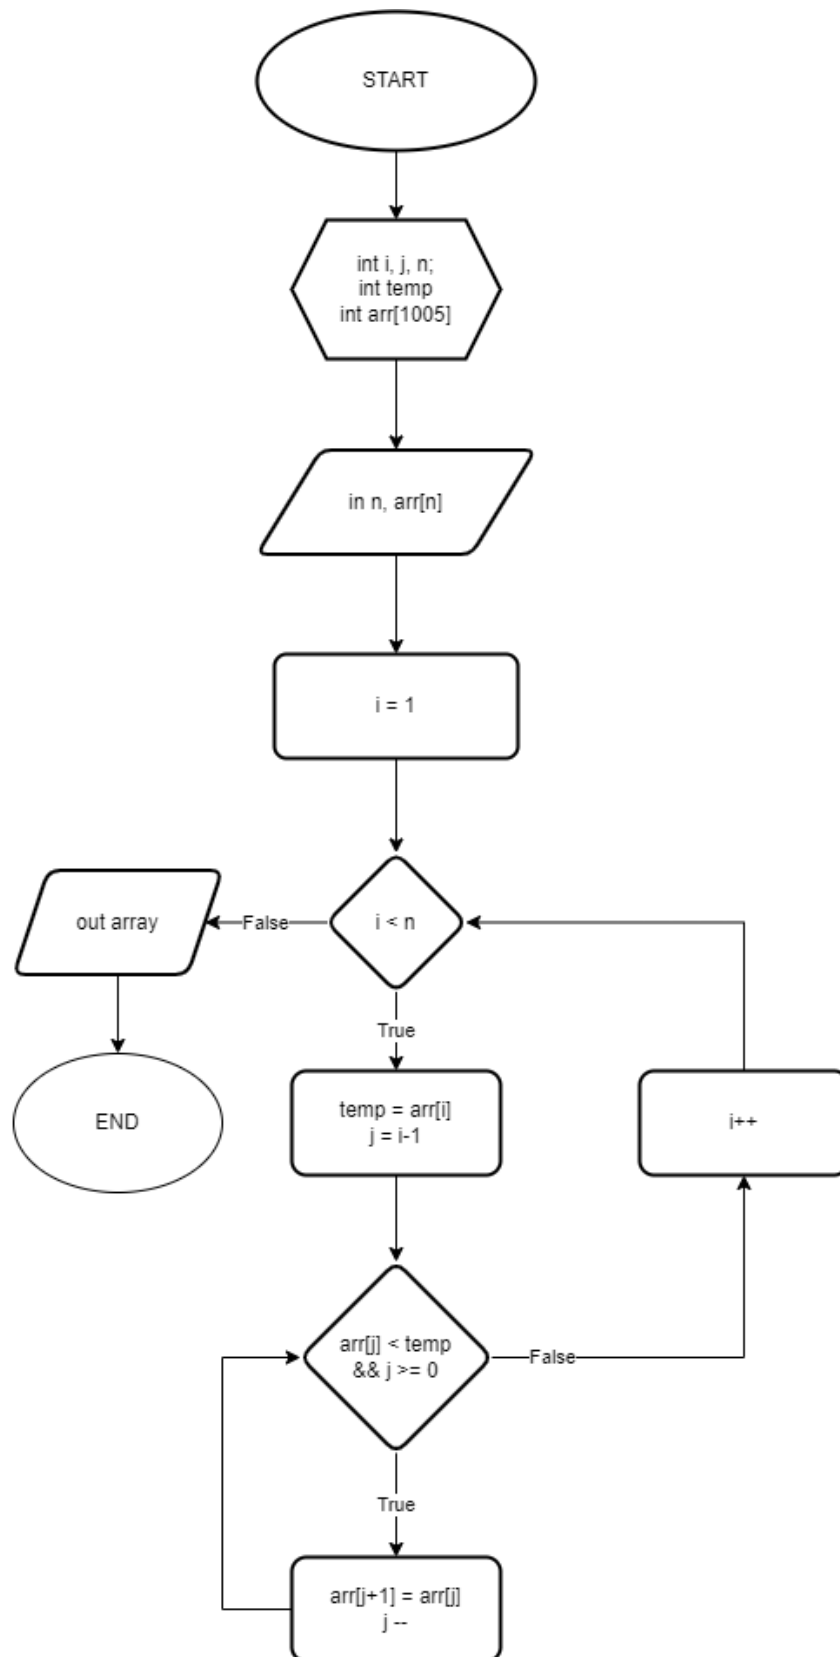 START
int i, j, n;
int temp
int arr[1005]
in n, arr[n]
i = 1
i < n
False
out array
END
True
temp = arr[i]
j = i-1
i++
arr[j] < temp
&& j >= 0
False
True
arr[j+1] = arr[j]
j --